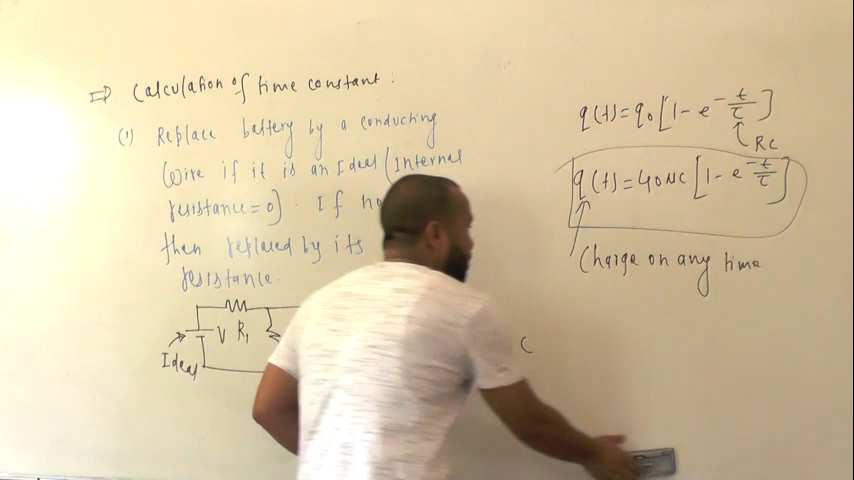 ⇒ Calculation of time constant :
(1) Replace battery by a conducting
wire if it is an Ideal (Internal
resistance = 0). If
then replaced by its
resistance.
V R₁
Ideal
C
q(t) = q₀ [1 - e^{-t/τ}]
RC
q(t) = 40 μC [1 - e^{-t/τ}]
Charge on any time